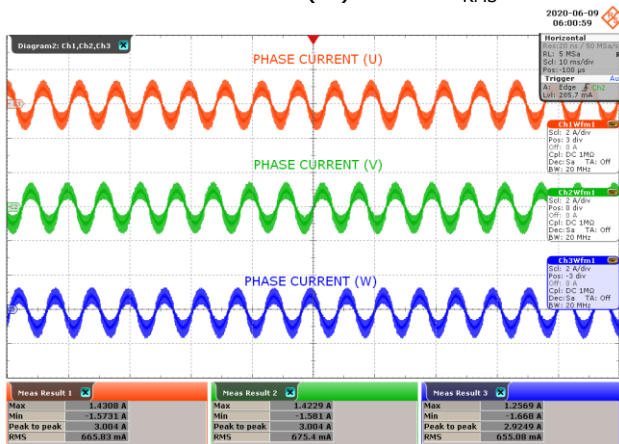 (
RMS
2020-06-09
06:00:59
Diagram2: Ch1,Ch2,Ch3
Horizontal
Res:20 ns / 50 MSa/s
RL: 5 MSa
Scl: 10 ms/div
Pos:-100 µs
Trigger Au
A: Edge Ch2
Lvl: 265.7 mA
PHASE CURRENT (U)
Ch1Wfm1
Scl: 2 A/div
Pos: 3 div
Off: 0 A
Cpl: DC 1MΩ
Dec:Sa TA: Off
BW: 20 MHz
PHASE CURRENT (V)
Ch2Wfm1
Scl: 2 A/div
Pos: 0 div
Off: 0 A
Cpl: DC 1MΩ
Dec:Sa TA: Off
BW: 20 MHz
PHASE CURRENT (W)
Ch3Wfm1
Scl: 2 A/div
Pos: -3 div
Off: 0 A
Cpl: DC 1MΩ
Dec:Sa TA: Off
BW: 20 MHz
Meas Result 1
Max 1.4308 A
Min -1.5731 A
Peak to peak 3.004 A
RMS 665.83 mA
Meas Result 2
Max 1.4229 A
Min -1.581 A
Peak to peak 3.004 A
RMS 675.4 mA
Meas Result 3
Max 1.2569 A
Min -1.668 A
Peak to peak 2.9249 A
RMS 655.08 mA